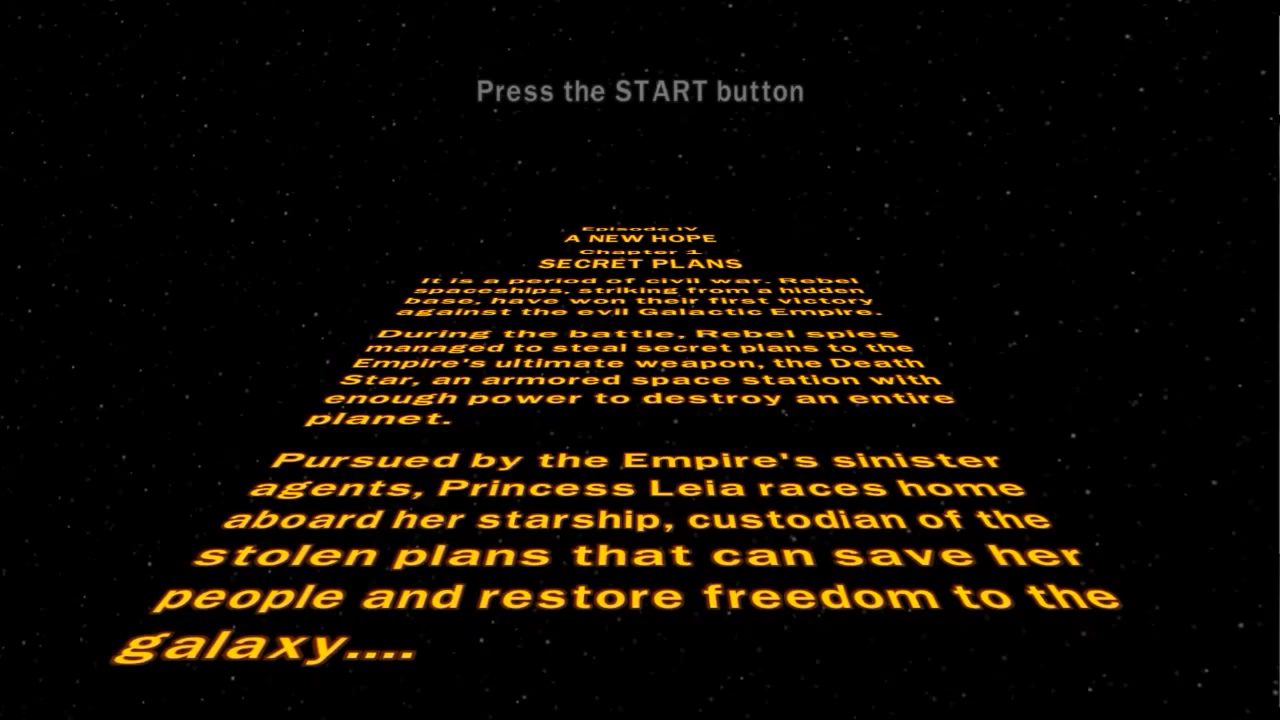 Press the START button
Episode IV
A NEW HOPE
Chapter 1
SECRET PLANS
It is a period of civil war. Rebel
spaceships, striking from a hidden
base, have won their first victory
against the evil Galactic Empire.
During the battle, Rebel spies
managed to steal secret plans to the
Empire's ultimate weapon, the Death
Star, an armored space station with
enough power to destroy an entire
planet.
Pursued by the Empire's sinister
agents, Princess Leia races home
aboard her starship, custodian of the
stolen plans that can save her
people and restore freedom to the
galaxy....